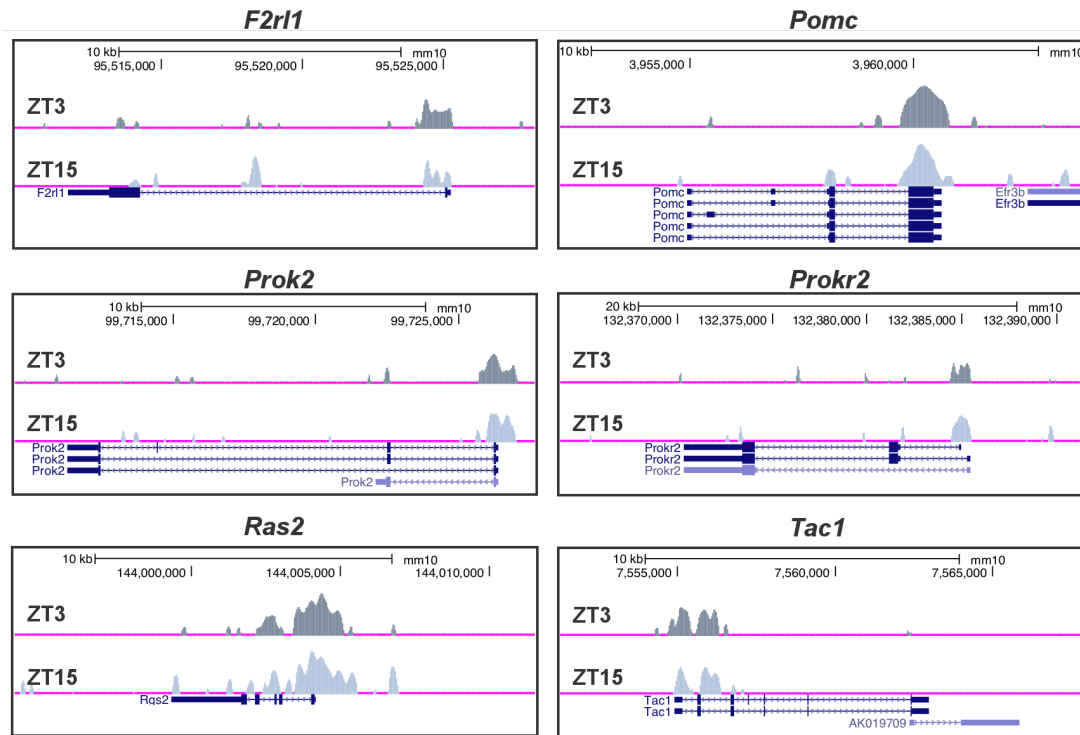 F2rl1
10 kb mm10
95,515,000 95,520,000 95,525,000
ZT3
ZT15
F2rl1
Pomc
10 kb mm10
3,955,000 3,960,000
ZT3
ZT15
Pomc Efr3b
Pomc Efr3b
Pomc
Pomc
Pomc
Prok2
10 kb mm10
99,715,000 99,720,000 99,725,000
ZT3
ZT15
Prok2
Prok2
Prok2
Prok2
Prokr2
20 kb mm10
132,370,000 132,375,000 132,380,000 132,385,000 132,390,000
ZT3
ZT15
Prokr2
Prokr2
Prokr2
Ras2
10 kb mm10
144,000,000 144,005,000 144,010,000
ZT3
ZT15
Rgs2
Tac1
10 kb mm10
7,555,000 7,560,000 7,565,000
ZT3
ZT15
Tac1
Tac1
AK019709